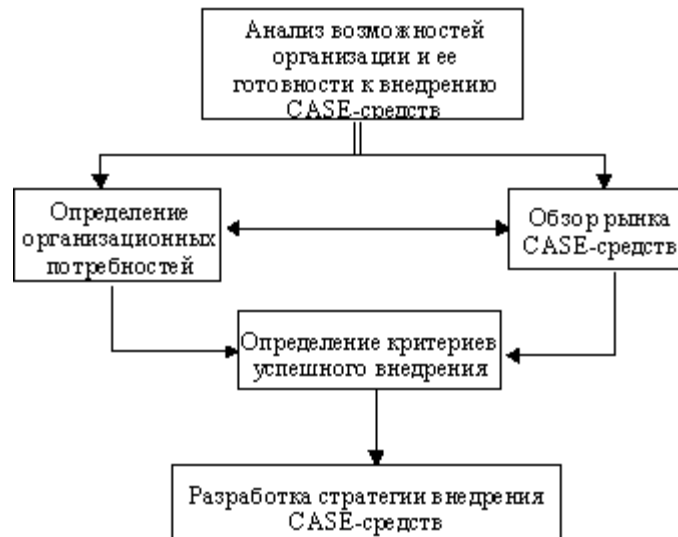 Анализ возможностей
организации и ее
готовности к внедрению
CASE-средств
Определение
организационных
потребностей
Обзор рынка
CASE-средств
Определение критериев
успешного внедрения
Разработка стратегии внедрения
CASE-средств